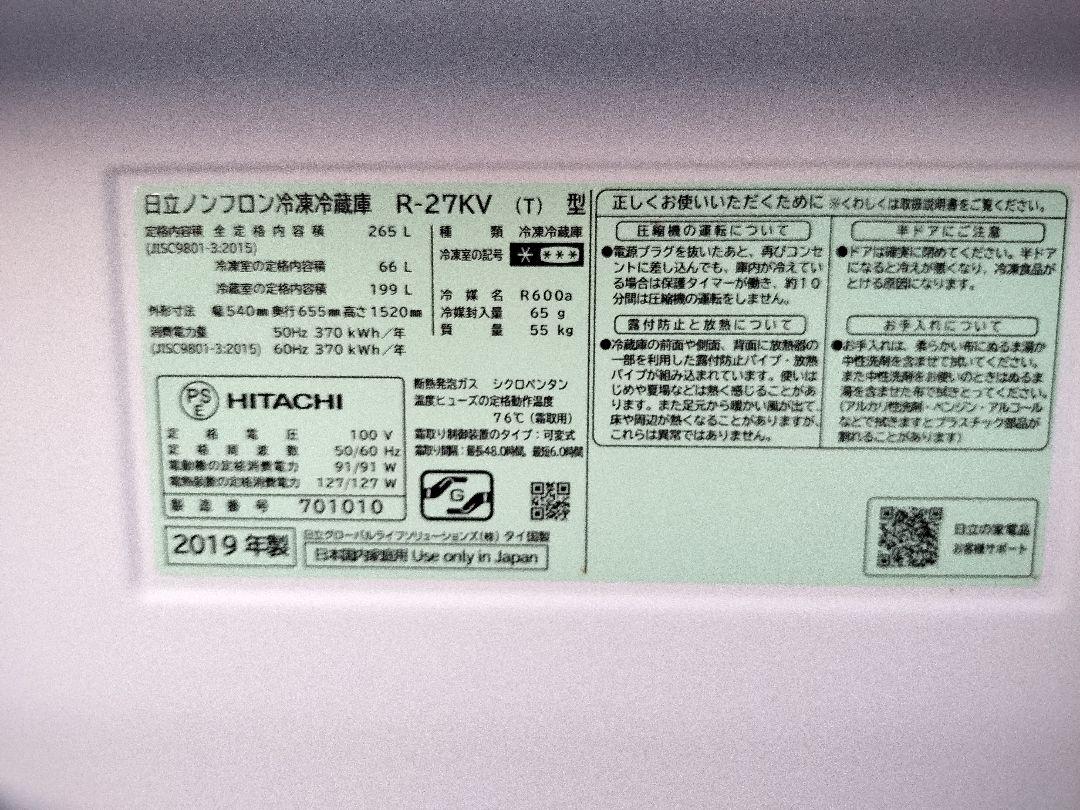 日立ノンフロン冷凍冷蔵庫 R-27KV (T) 型
定格内容積 全定格内容積 265 L
(JISC9801-3:2015)
冷凍室の定格内容積 66 L
冷蔵室の定格内容積 199 L
外形寸法 幅540㎜奥行655㎜高さ1520㎜
消費電力量 50Hz 370 kWh/年
(JISC9801-3:2015) 60Hz 370 kWh/年
種類 冷凍冷蔵庫
冷凍室の記号 * ***
冷媒名 R600a
冷媒封入量 65 g
質量 55 kg
PSE HITACHI
定格電圧 100 V
定格周波数 50/60 Hz
電動機の定格消費電力 91/91 W
電熱装置の定格消費電力 127/127 W
製造番号 701010
2019 年製
断熱発泡ガス シクロペンタン
温度ヒューズの定格動作温度
76℃(霜取用)
霜取り制御装置のタイプ:可変式
霜取り間隔:最長48.0時間、最短6.0時間
G
日立グローバルライフソリューションズ(株) タイ国製
日本国内家庭用 Use only in Japan
正しくお使いいただくために ※くわしくは取扱説明書をご覧ください。
圧縮機の運転について
●電源プラグを抜いたあと、再びコンセ
ントに差し込んでも、庫内が冷えてい
る場合は保護タイマーが働き、約10
分間は圧縮機の運転をしません。
露付防止と放熱について
●冷蔵庫の前面や側面、背面に放熱器の
一部を利用した露付防止パイプ・放熱
パイプが組み込まれています。使いは
じめや夏場などは熱く感じることがあ
ります。また足元から暖かい風が出て、
床や周辺が熱くなることがありますが、
これらは異常ではありません。
半ドアにご注意
●ドアは確実に閉めてください。半ドア
になると冷えが悪くなり、冷凍食品が
とける原因になります。
お手入れについて
●お手入れは、柔らかい布にぬるま湯か
中性洗剤を含ませて拭いてください。
また中性洗剤をお使いのときはぬるま
湯を含ませた布で拭きとってください。
(アルカリ性洗剤・ベンジン・アルコール
などで拭きますとプラスチック部品が
割れることがあります)
日立の家電品
お客様サポート